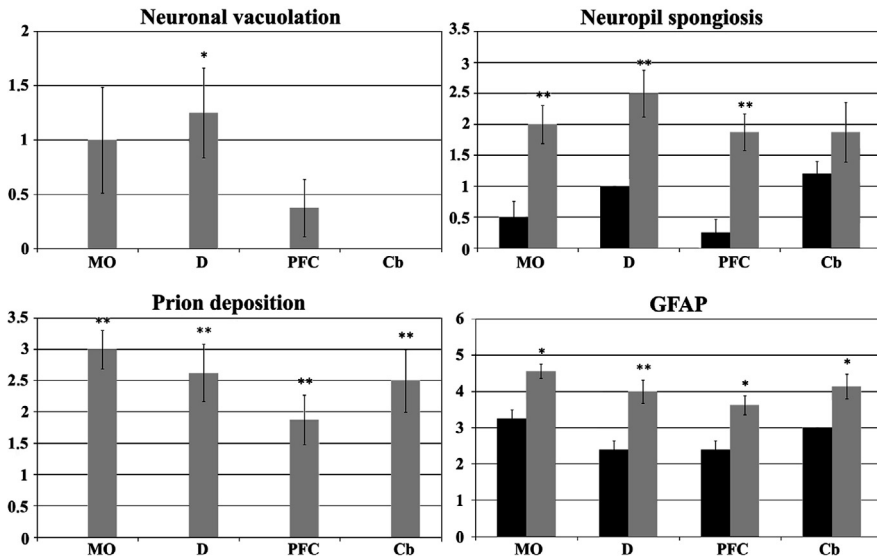 Neuronal vacuolation
2
1.5
1
0.5
0
*
MO D PFC Cb
Neuropil spongiosis
3.5
3
2.5
2
1.5
1
0.5
0
** ** **
MO D PFC Cb
Prion deposition
3.5
3
2.5
2
1.5
1
0.5
0
** ** ** **
MO D PFC Cb
GFAP
6
5
4
3
2
1
0
* ** * *
MO D PFC Cb